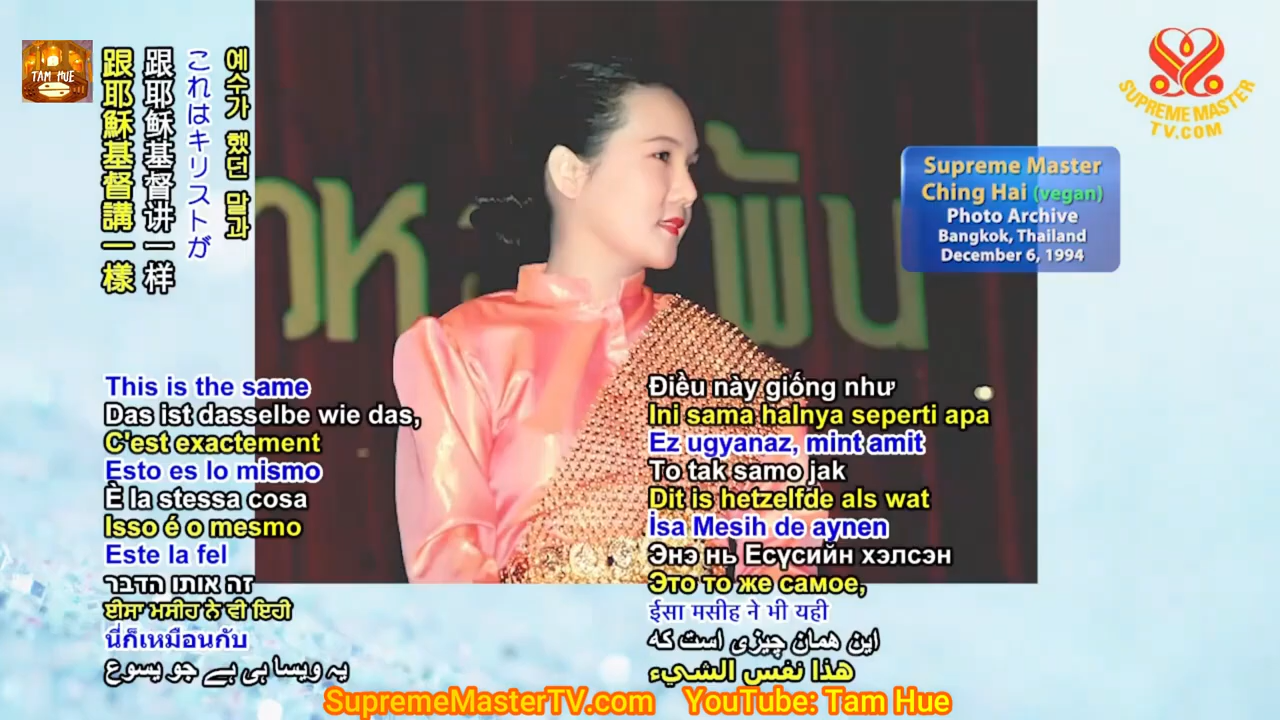 TAM HUE
예수가 했던 말과
これはキリストが
跟耶稣基督讲一样
跟耶穌基督講一樣
SUPREME MASTER
TV.COM
Supreme Master
Ching Hai (vegan)
Photo Archive
Bangkok, Thailand
December 6, 1994
This is the same
Das ist dasselbe wie das,
C'est exactement
Esto es lo mismo
È la stessa cosa
Isso é o mesmo
Este la fel
זה אותו הדבר
ਈਸਾ ਮਸੀਹ ਨੇ ਵੀ ਇਹੀ
นี่ก็เหมือนกับ
یہ ویسا ہی ہے جو یسوع
Điều này giống như
Ini sama halnya seperti apa
Ez ugyanaz, mint amit
To tak samo jak
Dit is hetzelfde als wat
İsa Mesih de aynen
Энэ нь Есүсийн хэлсэн
Это то же самое,
ईसा मसीह ने भी यही
این همان چیزی است که
هذا نفس الشيء
SupremeMasterTV.com YouTube: Tam Hue